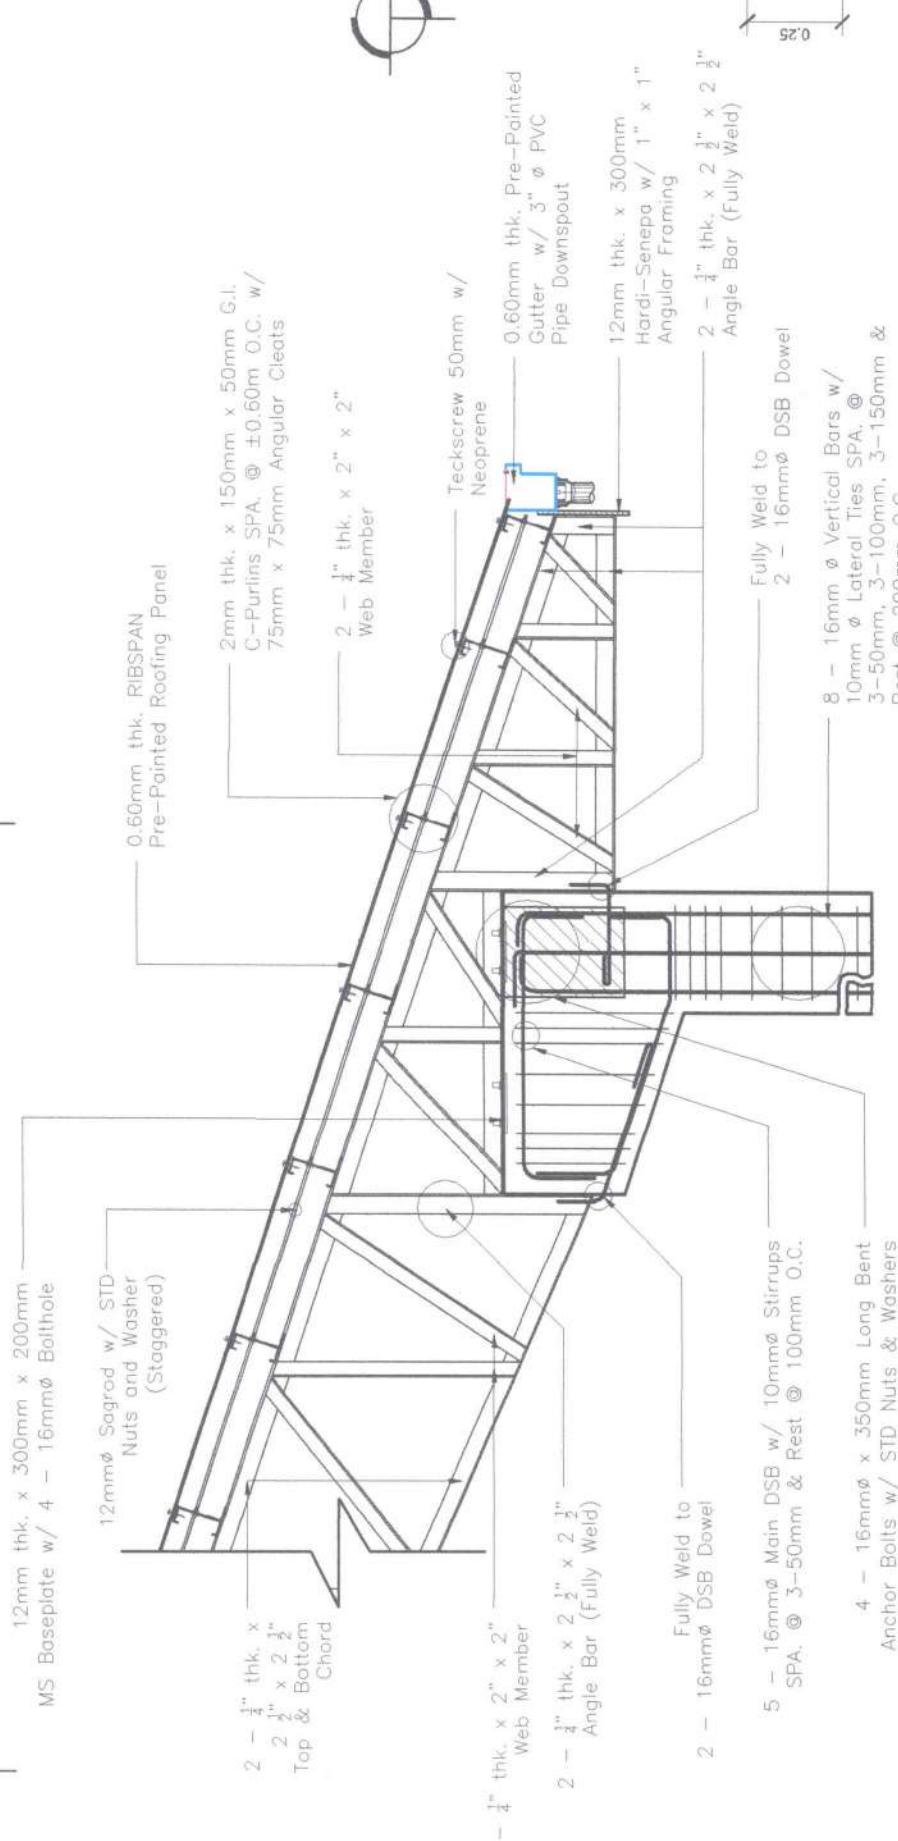 12mm thk. x 300mm x 200mm
MS Baseplate w/ 4 - 16mmø Bolthole
12mmø Sagrod w/ STD
Nuts and Washer
(Staggered)
0.60mm thk. RIBSPAN
Pre-Painted Roofing Panel
2mm thk. x 150mm x 50mm G.I.
C-Purlins SPA. @ ±0.60m O.C. w/
75mm x 75mm Angular Cleats
2 - 1/4" thk. x 2" x 2"
Web Member
Teckscrew 50mm w/
Neoprene
0.60mm thk. Pre-Painted
Gutter w/ 3" ø PVC
Pipe Downspout
12mm thk. x 300mm
Hardi-Senepa w/ 1" x 1"
Angular Framing
2 - 1/4" thk. x 2 1/2" x 2 1/2"
Angle Bar (Fully Weld)
0.25
2 - 1/4" thk. x
2 1/2" x 2 1/2"
Top & Bottom
Chord
- 1/4" thk. x 2" x 2"
Web Member
2 - 1/4" thk. x 2 1/2" x 2 1/2"
Angle Bar (Fully Weld)
Fully Weld to
2 - 16mmø DSB Dowel
5 - 16mmø Main DSB w/ 10mmø Stirrups
SPA. @ 3-50mm & Rest @ 100mm O.C.
4 - 16mmø x 350mm Long Bent
Anchor Bolts w/ STD Nuts & Washers
Fully Weld to
2 - 16mmø DSB Dowel
8 - 16mm ø Vertical Bars w/
10mm ø Lateral Ties SPA. @
3-50mm, 3-100mm, 3-150mm &
Rest @ 200mm O.C.